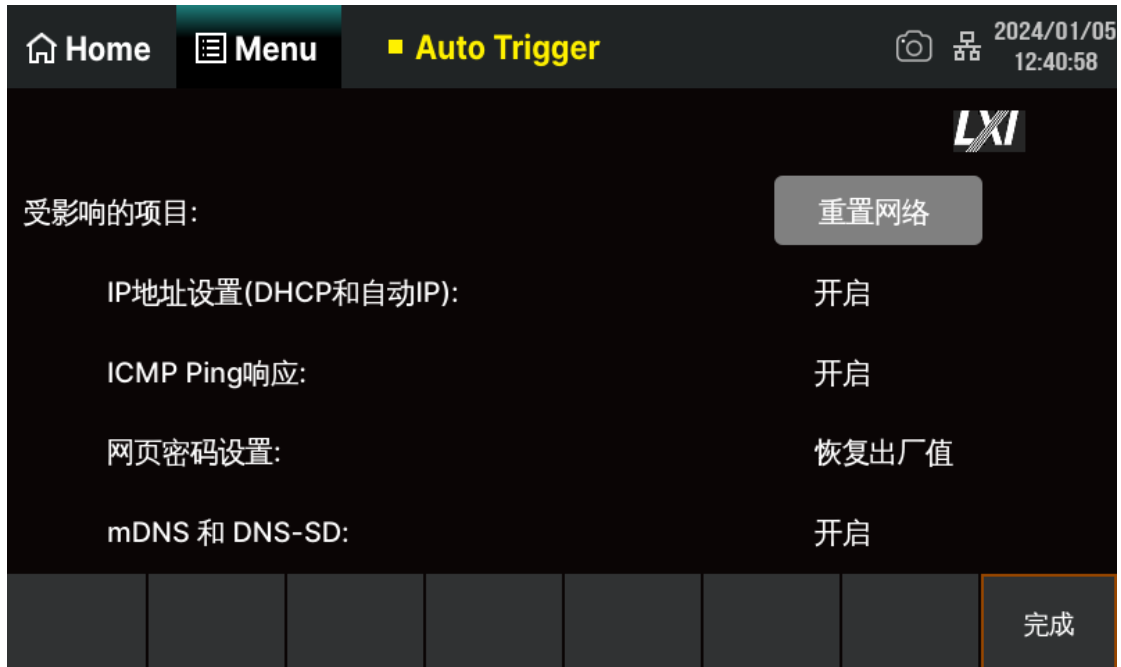 Home Menu Auto Trigger 2024/01/05
12:40:58
LXI
受影响的项目: 重置网络
IP地址设置(DHCP和自动IP): 开启
ICMP Ping响应: 开启
网页密码设置: 恢复出厂值
mDNS 和 DNS-SD: 开启
完成